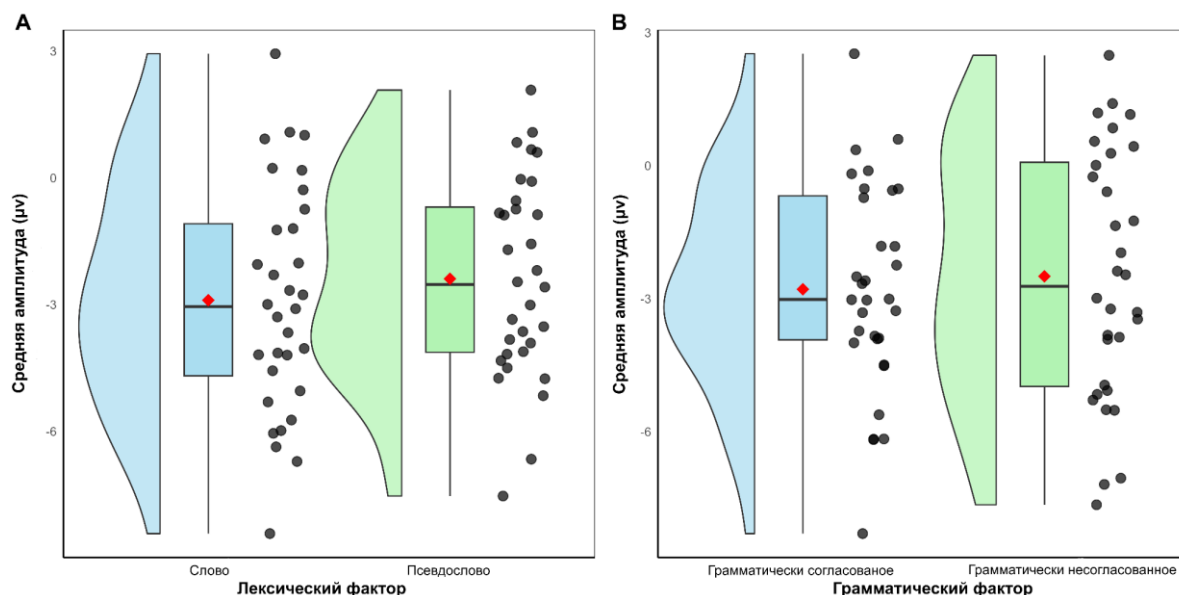 A
B
3
0
-3
-6
Средняя амплитуда (μv)
Слово
Псевдослово
Лексический фактор
3
0
-3
-6
Средняя амплитуда (μv)
Грамматически согласованое
Грамматически несогласованное
Грамматический фактор